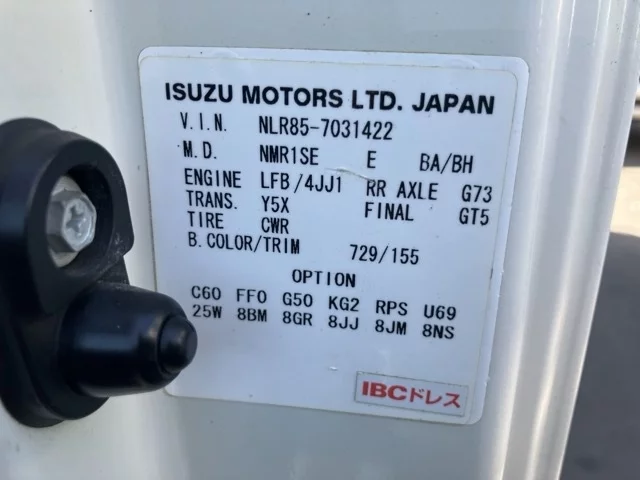 ISUZU MOTORS LTD. JAPAN
V.I.N. NLR85-7031422
M.D. NMR1SE E BA/BH
ENGINE LFB/4JJ1 RR AXLE G73
TRANS. Y5X FINAL GT5
TIRE CWR
B.COLOR/TRIM 729/155
OPTION
C60 FF0 G50 KG2 RPS U69
25W 8BM 8GR 8JJ 8JM 8NS
IBCドレス